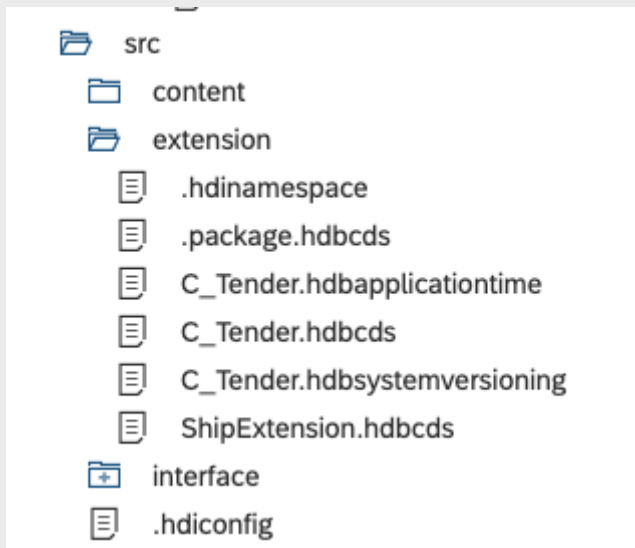 src
content
extension
.hdinamespace
.package.hdbcds
C_Tender.hdbapplicationtime
C_Tender.hdbcds
C_Tender.hdbsystemversioning
ShipExtension.hdbcds
interface
.hdiconfig